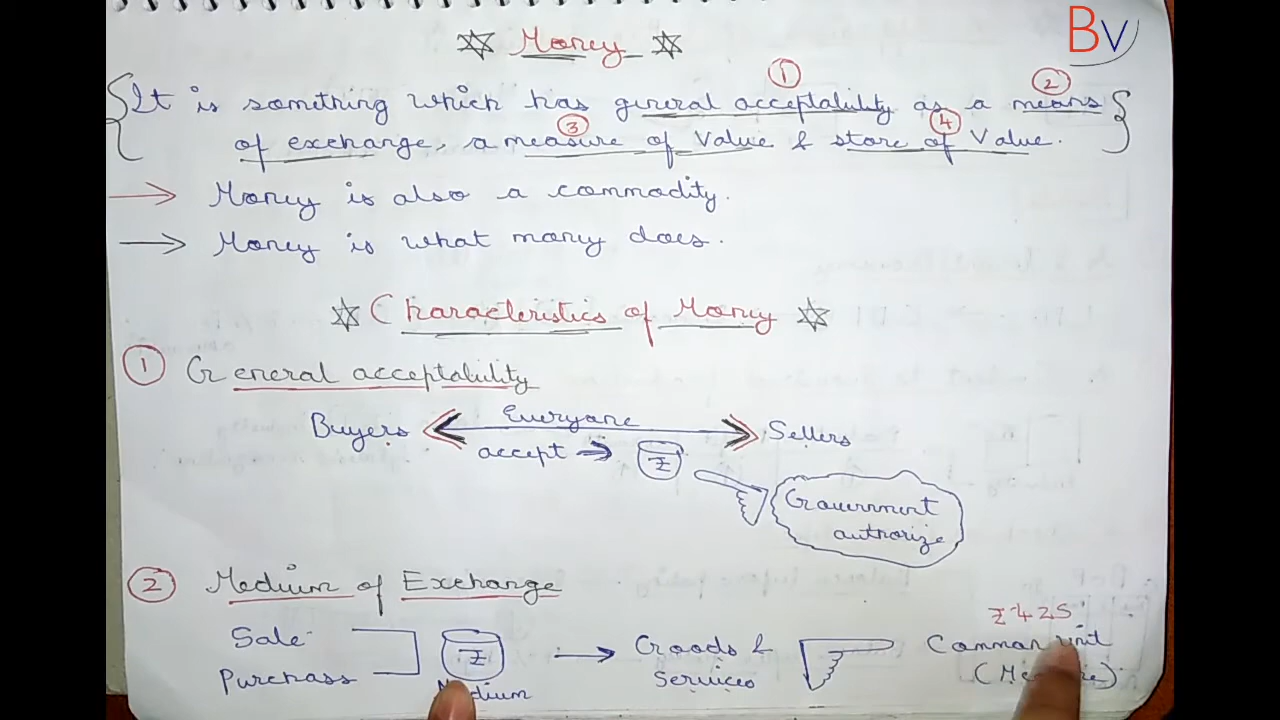 BV
Money
It is something which has general acceptability as a means
① ②
of exchange, a measure of Value & store of Value.
③ ④
→ Money is also a commodity.
→ Money is what money does.
Characteristics of Money
① General acceptability
Buyers Everyone Sellers
accept → ₹
Government
authorize
② Medium of Exchange
₹425
Sale ₹ → Goods & Common unit
Purchass Medium Services